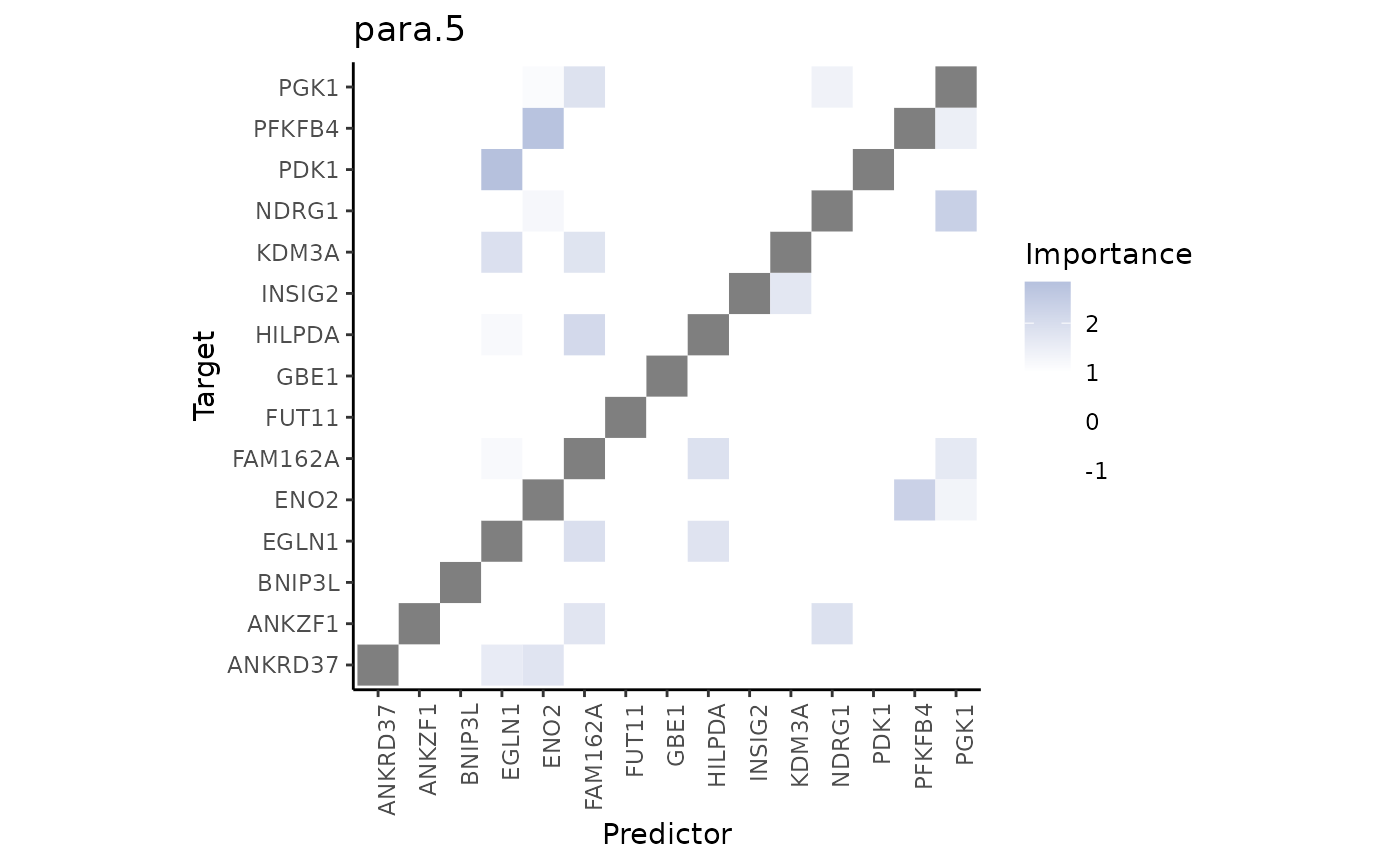 para.5
PGK1
PFKFB4
PDK1
NDRG1
KDM3A
INSIG2
HILPDA
GBE1
FUT11
FAM162A
ENO2
EGLN1
BNIP3L
ANKZF1
ANKRD37
Target
ANKRD37
ANKZF1
BNIP3L
EGLN1
ENO2
FAM162A
FUT11
GBE1
HILPDA
INSIG2
KDM3A
NDRG1
PDK1
PFKFB4
PGK1
Predictor
Importance
2
1
0
-1